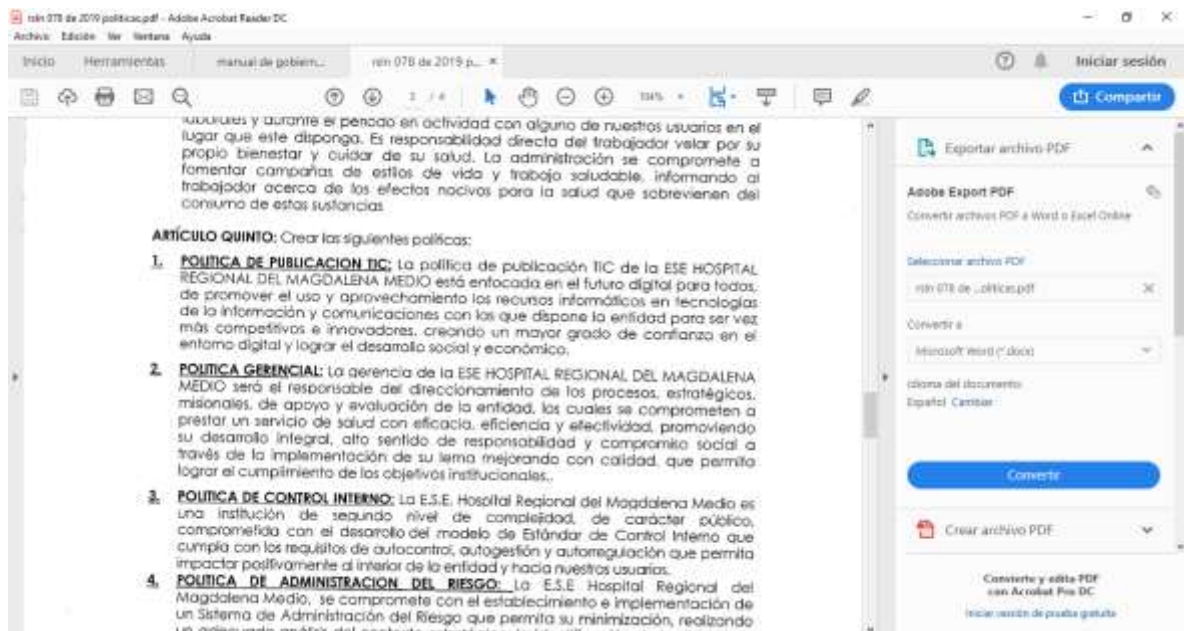 rsln 078 de 2019 politicas.pdf - Adobe Acrobat Reader DC
Archivo Edición Ver Ventana Ayuda
Inicio Herramientas manual de gobiern... rsln 078 de 2019 p... ×
Iniciar sesión
3 / 4
104%
Compartir
laborales y durante el periodo en actividad con alguno de nuestros usuarios en el
lugar que este disponga. Es responsabilidad directa del trabajador velar por su
propio bienestar y cuidar de su salud. La administración se compromete a
fomentar campañas de estilos de vida y trabajo saludable, informando al
trabajador acerca de los efectos nocivos para la salud que sobrevienen del
consumo de estas sustancias
ARTÍCULO QUINTO: Crear las siguientes políticas:
1. POLITICA DE PUBLICACION TIC: La política de publicación TIC de la ESE HOSPITAL
REGIONAL DEL MAGDALENA MEDIO está enfocada en el futuro digital para todos,
de promover el uso y aprovechamiento los recursos informáticos en tecnologías
de la información y comunicaciones con los que dispone la entidad para ser vez
más competitivos e innovadores, creando un mayor grado de confianza en el
entorno digital y lograr el desarrollo social y económico.
2. POLITICA GERENCIAL: La gerencia de la ESE HOSPITAL REGIONAL DEL MAGDALENA
MEDIO será el responsable del direccionamiento de los procesos, estratégicos,
misionales, de apoyo y evaluación de la entidad, los cuales se comprometen a
prestar un servicio de salud con eficacia, eficiencia y efectividad, promoviendo
su desarrollo integral, alto sentido de responsabilidad y compromiso social a
través de la implementación de su lema mejorando con calidad, que permita
lograr el cumplimiento de los objetivos institucionales..
3. POLITICA DE CONTROL INTERNO: La E.S.E. Hospital Regional del Magdalena Medio es
una institución de segundo nivel de complejidad, de carácter público,
comprometida con el desarrollo del modelo de Estándar de Control Interno que
cumpla con los requisitos de autocontrol, autogestión y autorregulación que permita
impactar positivamente al interior de la entidad y hacia nuestros usuarios.
4. POLITICA DE ADMINISTRACION DEL RIESGO: La E.S.E Hospital Regional del
Magdalena Medio, se compromete con el establecimiento e implementación de
un Sistema de Administración del Riesgo que permita su minimización, realizando
Exportar archivo PDF
Adobe Export PDF
Convertir archivos PDF a Word o Excel Online
Seleccionar archivo PDF
rsln 078 de ...oliticas.pdf
Convertir a
Microsoft Word (*.docx)
Idioma del documento:
Español Cambiar
Convertir
Crear archivo PDF
Convierte y edita PDF
con Acrobat Pro DC
Iniciar versión de prueba gratuita